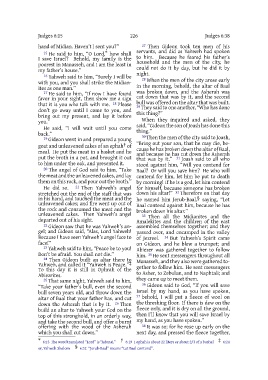 Judges 6:15
226
Judges 6:38
hand of Midian. Haven't I sent you?"
15 He said to him, "O Lord,* how shall
I save Israel? Behold, my family is the
poorest in Manasseh, and I am the least in
my father's house."
16 Yahweh said to him, "Surely I will be
with you, and you shall strike the Midian-
ites as one man."
17 He said to him, "If now I have found
favor in your sight, then show me a sign
that it is you who talk with me. 18 Please
don't go away until I come to you, and
bring out my present, and lay it before
you."
He said, "I will wait until you come
back."
19 Gideon went in and prepared a young
goat and unleavened cakes of an ephah† of
meal. He put the meat in a basket and he
put the broth in a pot, and brought it out
to him under the oak, and presented it.
20 The angel of God said to him, "Take
the meat and the unleavened cakes, and lay
them on this rock, and pour out the broth."
He did so. 21 Then Yahweh's angel
stretched out the end of the staff that was
in his hand, and touched the meat and the
unleavened cakes; and fire went up out of
the rock and consumed the meat and the
unleavened cakes. Then Yahweh's angel
departed out of his sight.
22 Gideon saw that he was Yahweh's an-
gel; and Gideon said, "Alas, Lord Yahweh!
Because I have seen Yahweh's angel face to
face!"
23 Yahweh said to him, "Peace be to you!
Don't be afraid. You shall not die."
24 Then Gideon built an altar there to
Yahweh, and called it "Yahweh is Peace."‡
To this day it is still in Ophrah of the
Abiezrites.
25 That same night, Yahweh said to him,
"Take your father's bull, even the second
bull seven years old, and throw down the
altar of Baal that your father has, and cut
down the Asherah that is by it. 26 Then
build an altar to Yahweh your God on the
top of this stronghold, in an orderly way,
and take the second bull, and offer a burnt
offering with the wood of the Asherah
which you shall cut down."
27 Then Gideon took ten men of his
servants, and did as Yahweh had spoken
to him. Because he feared his father's
household and the men of the city, he
could not do it by day, but he did it by
night.
28 When the men of the city arose early
in the morning, behold, the altar of Baal
was broken down, and the Asherah was
cut down that was by it, and the second
bull was offered on the altar that was built.
29 They said to one another, "Who has done
this thing?"
When they inquired and asked, they
said, "Gideon the son of Joash has done this
thing."
30 Then the men of the city said to Joash,
"Bring out your son, that he may die, be-
cause he has broken down the altar of Baal,
and because he has cut down the Asherah
that was by it." 31 Joash said to all who
stood against him, "Will you contend for
Baal? Or will you save him? He who will
contend for him, let him be put to death
by morning! If he is a god, let him contend
for himself, because someone has broken
down his altar!" 32 Therefore on that day
he named him Jerub-Baal,§ saying, "Let
Baal contend against him, because he has
broken down his altar."
33 Then all the Midianites and the
Amalekites and the children of the east
assembled themselves together; and they
passed over, and encamped in the valley
of Jezreel. 34 But Yahweh's Spirit came
on Gideon, and he blew a trumpet; and
Abiezer was gathered together to follow
him. 35 He sent messengers throughout all
Manasseh, and they also were gathered to-
gether to follow him. He sent messengers
to Asher, to Zebulun, and to Naphtali; and
they came up to meet them.
36 Gideon said to God, "If you will save
Israel by my hand, as you have spoken,
37 behold, I will put a fleece of wool on
the threshing floor. If there is dew on the
fleece only, and it is dry on all the ground,
then I'll know that you will save Israel by
my hand, as you have spoken."
38 It was so; for he rose up early on the
next day, and pressed the fleece together,